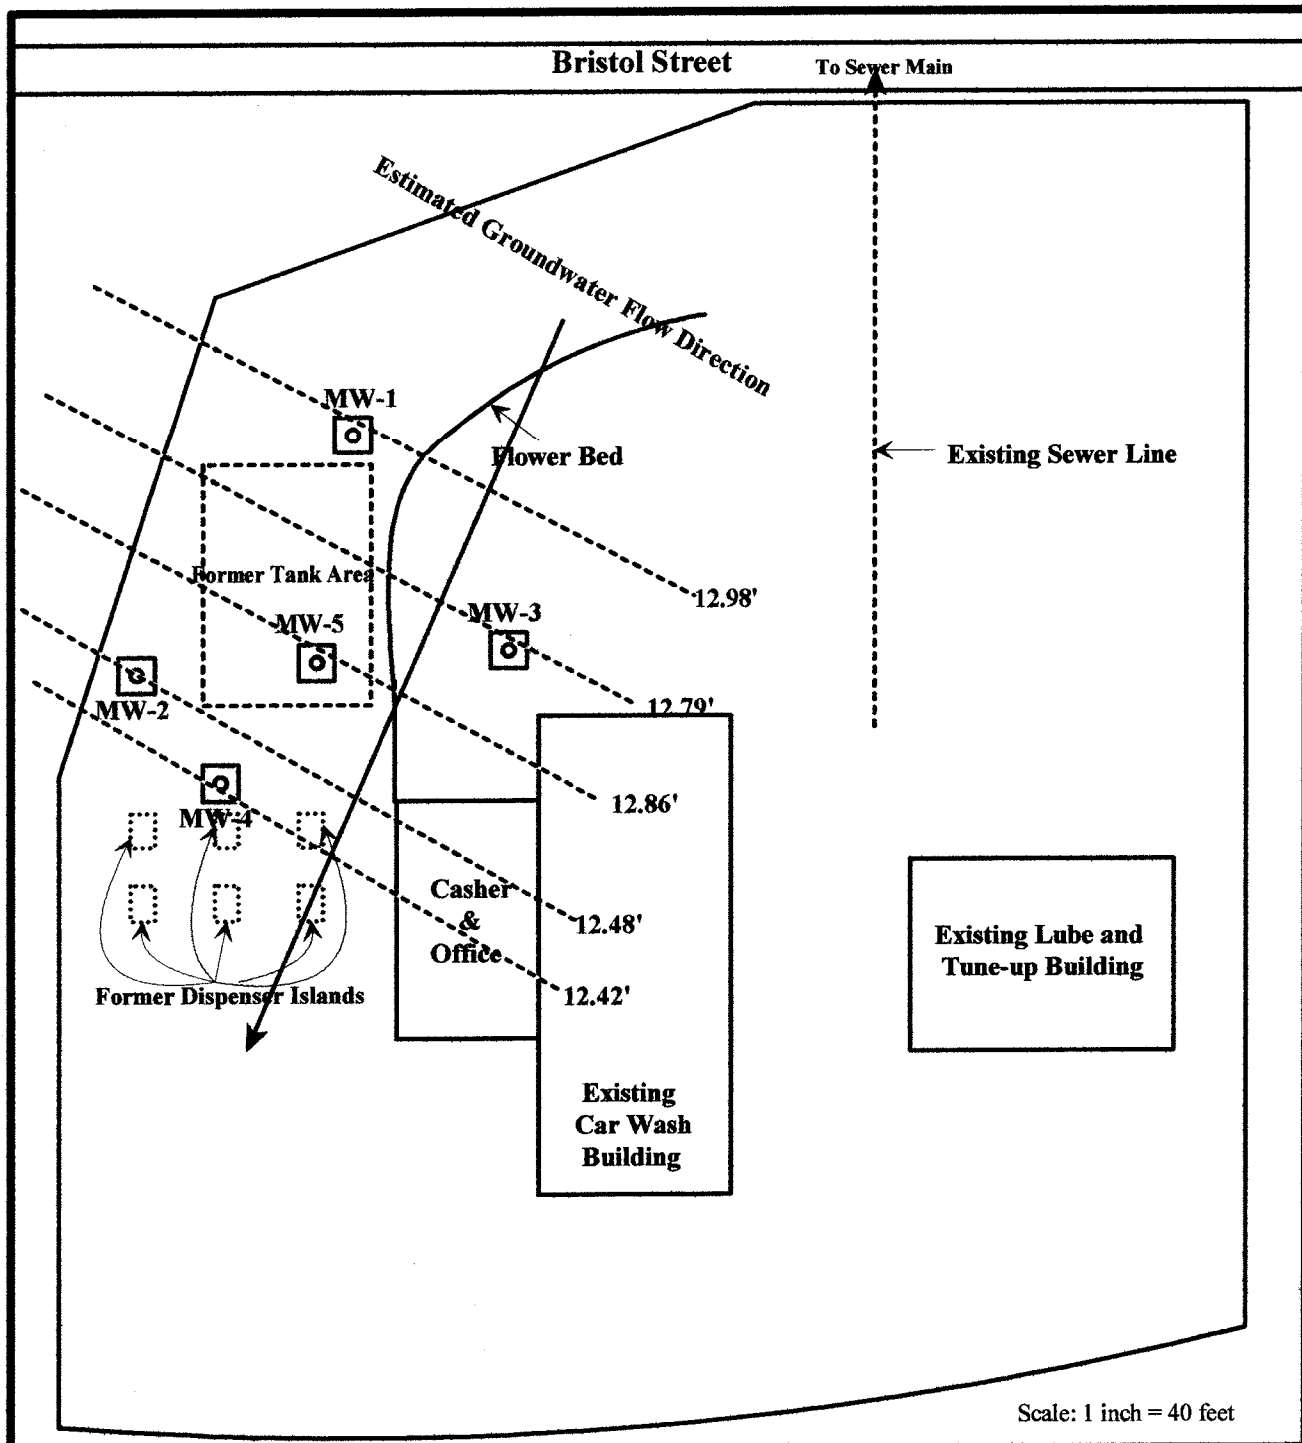 Bristol Street
To Sewer Main
Estimated Groundwater Flow Direction
MW-1
Flower Bed
Existing Sewer Line
Former Tank Area
12.98'
MW-5
MW-3
MW-2
12.79'
12.86'
MW-4
Casher
&
Office
12.48'
Existing Lube and
Tune-up Building
Former Dispenser Islands
12.42'
Existing
Car Wash
Building
Scale: 1 inch = 40 feet